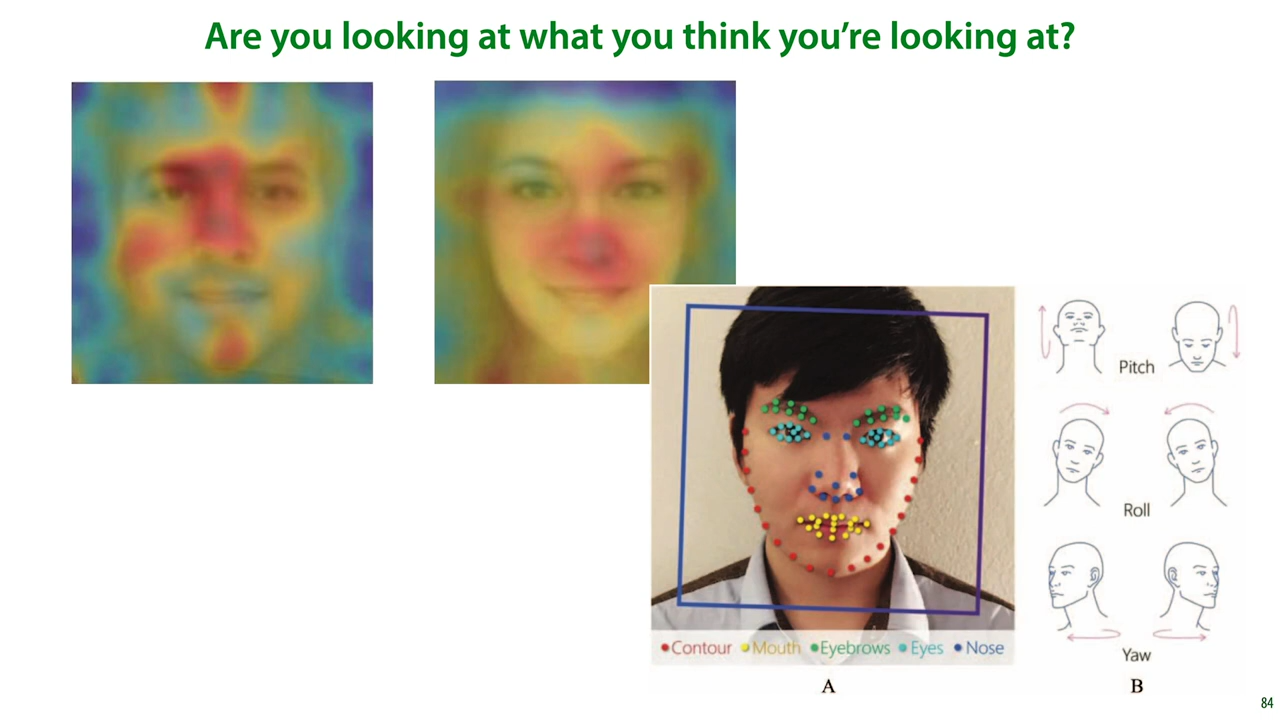 Are you looking at what you think you're looking at?
Pitch
Roll
Contour Mouth Eyebrows Eyes Nose
Yaw
A
B
84